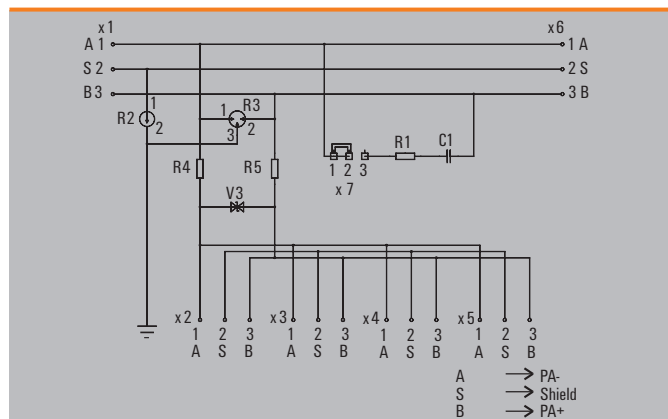 x1 x6
A 1 1 A
S 2 2 S
B 3 3 B
R2 1 2 1 R3 2 3
R4 R5 R1 C1
1 2 3
x 7
V3
x2 x3 x4 x5
1 2 3 1 2 3 1 2 3 1 2 3
A S B A S B A S B A S B
A PA-
S Shield
B PA+